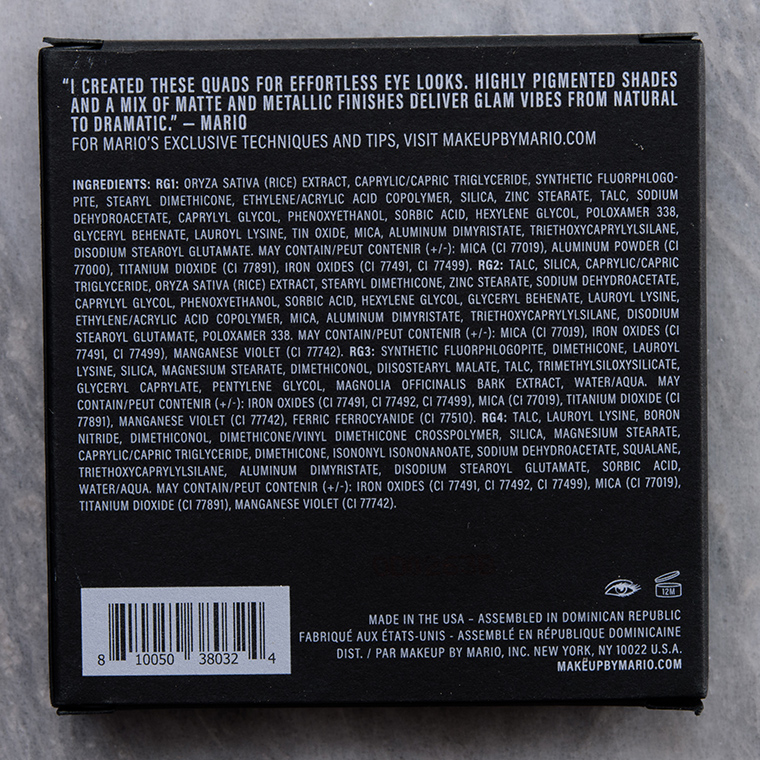 "I CREATED THESE QUADS FOR EFFORTLESS EYE LOOKS. HIGHLY PIGMENTED SHADES
AND A MIX OF MATTE AND METALLIC FINISHES DELIVER GLAM VIBES FROM NATURAL
TO DRAMATIC." – MARIO
FOR MARIO'S EXCLUSIVE TECHNIQUES AND TIPS, VISIT MAKEUPBYMARIO.COM
INGREDIENTS: RG1: ORYZA SATIVA (RICE) EXTRACT, CAPRYLIC/CAPRIC TRIGLYCERIDE, SYNTHETIC FLUORPHLOGO-
PITE, STEARYL DIMETHICONE, ETHYLENE/ACRYLIC ACID COPOLYMER, SILICA, ZINC STEARATE, TALC, SODIUM
DEHYDROACETATE, CAPRYLYL GLYCOL, PHENOXYETHANOL, SORBIC ACID, HEXYLENE GLYCOL, POLOXAMER 338,
GLYCERYL BEHENATE, LAUROYL LYSINE, TIN OXIDE, MICA, ALUMINUM DIMYRISTATE, TRIETHOXYCAPRYLYLSILANE,
DISODIUM STEAROYL GLUTAMATE. MAY CONTAIN/PEUT CONTENIR (+/-): MICA (CI 77019), ALUMINUM POWDER (CI
77000), TITANIUM DIOXIDE (CI 77891), IRON OXIDES (CI 77491, CI 77499). RG2: TALC, SILICA, CAPRYLIC/CAPRIC
TRIGLYCERIDE, ORYZA SATIVA (RICE) EXTRACT, STEARYL DIMETHICONE, ZINC STEARATE, SODIUM DEHYDROACETATE,
CAPRYLYL GLYCOL, PHENOXYETHANOL, SORBIC ACID, HEXYLENE GLYCOL, GLYCERYL BEHENATE, LAUROYL LYSINE,
ETHYLENE/ACRYLIC ACID COPOLYMER, MICA, ALUMINUM DIMYRISTATE, TRIETHOXYCAPRYLYLSILANE, DISODIUM
STEAROYL GLUTAMATE, POLOXAMER 338. MAY CONTAIN/PEUT CONTENIR (+/-): MICA (CI 77019), IRON OXIDES (CI
77491, CI 77499), MANGANESE VIOLET (CI 77742). RG3: SYNTHETIC FLUORPHLOGOPITE, DIMETHICONE, LAUROYL
LYSINE, SILICA, MAGNESIUM STEARATE, DIMETHICONOL, DIISOSTEARYL MALATE, TALC, TRIMETHYLSILOXYSILICATE,
GLYCERYL CAPRYLATE, PENTYLENE GLYCOL, MAGNOLIA OFFICINALIS BARK EXTRACT, WATER/AQUA. MAY
CONTAIN/PEUT CONTENIR (+/-): IRON OXIDES (CI 77491, CI 77492, CI 77499), MICA (CI 77019), TITANIUM DIOXIDE (CI
77891), MANGANESE VIOLET (CI 77742), FERRIC FERROCYANIDE (CI 77510). RG4: TALC, LAUROYL LYSINE, BORON
NITRIDE, DIMETHICONOL, DIMETHICONE/VINYL DIMETHICONE CROSSPOLYMER, SILICA, MAGNESIUM STEARATE,
CAPRYLIC/CAPRIC TRIGLYCERIDE, DIMETHICONE, ISONONYL ISONONANOATE, SODIUM DEHYDROACETATE, SQUALANE,
TRIETHOXYCAPRYLYLSILANE, ALUMINUM DIMYRISTATE, DISODIUM STEAROYL GLUTAMATE, SORBIC ACID,
WATER/AQUA. MAY CONTAIN/PEUT CONTENIR (+/-): IRON OXIDES (CI 77491, CI 77492, CI 77499), MICA (CI 77019),
TITANIUM DIOXIDE (CI 77891), MANGANESE VIOLET (CI 77742).
12M
MADE IN THE USA – ASSEMBLED IN DOMINICAN REPUBLIC
FABRIQUÉ AUX ÉTATS-UNIS - ASSEMBLÉ EN RÉPUBLIQUE DOMINICAINE
DIST. / PAR MAKEUP BY MARIO, INC. NEW YORK, NY 10022 U.S.A.
MAKEUPBYMARIO.COM
8 10050 38032 4